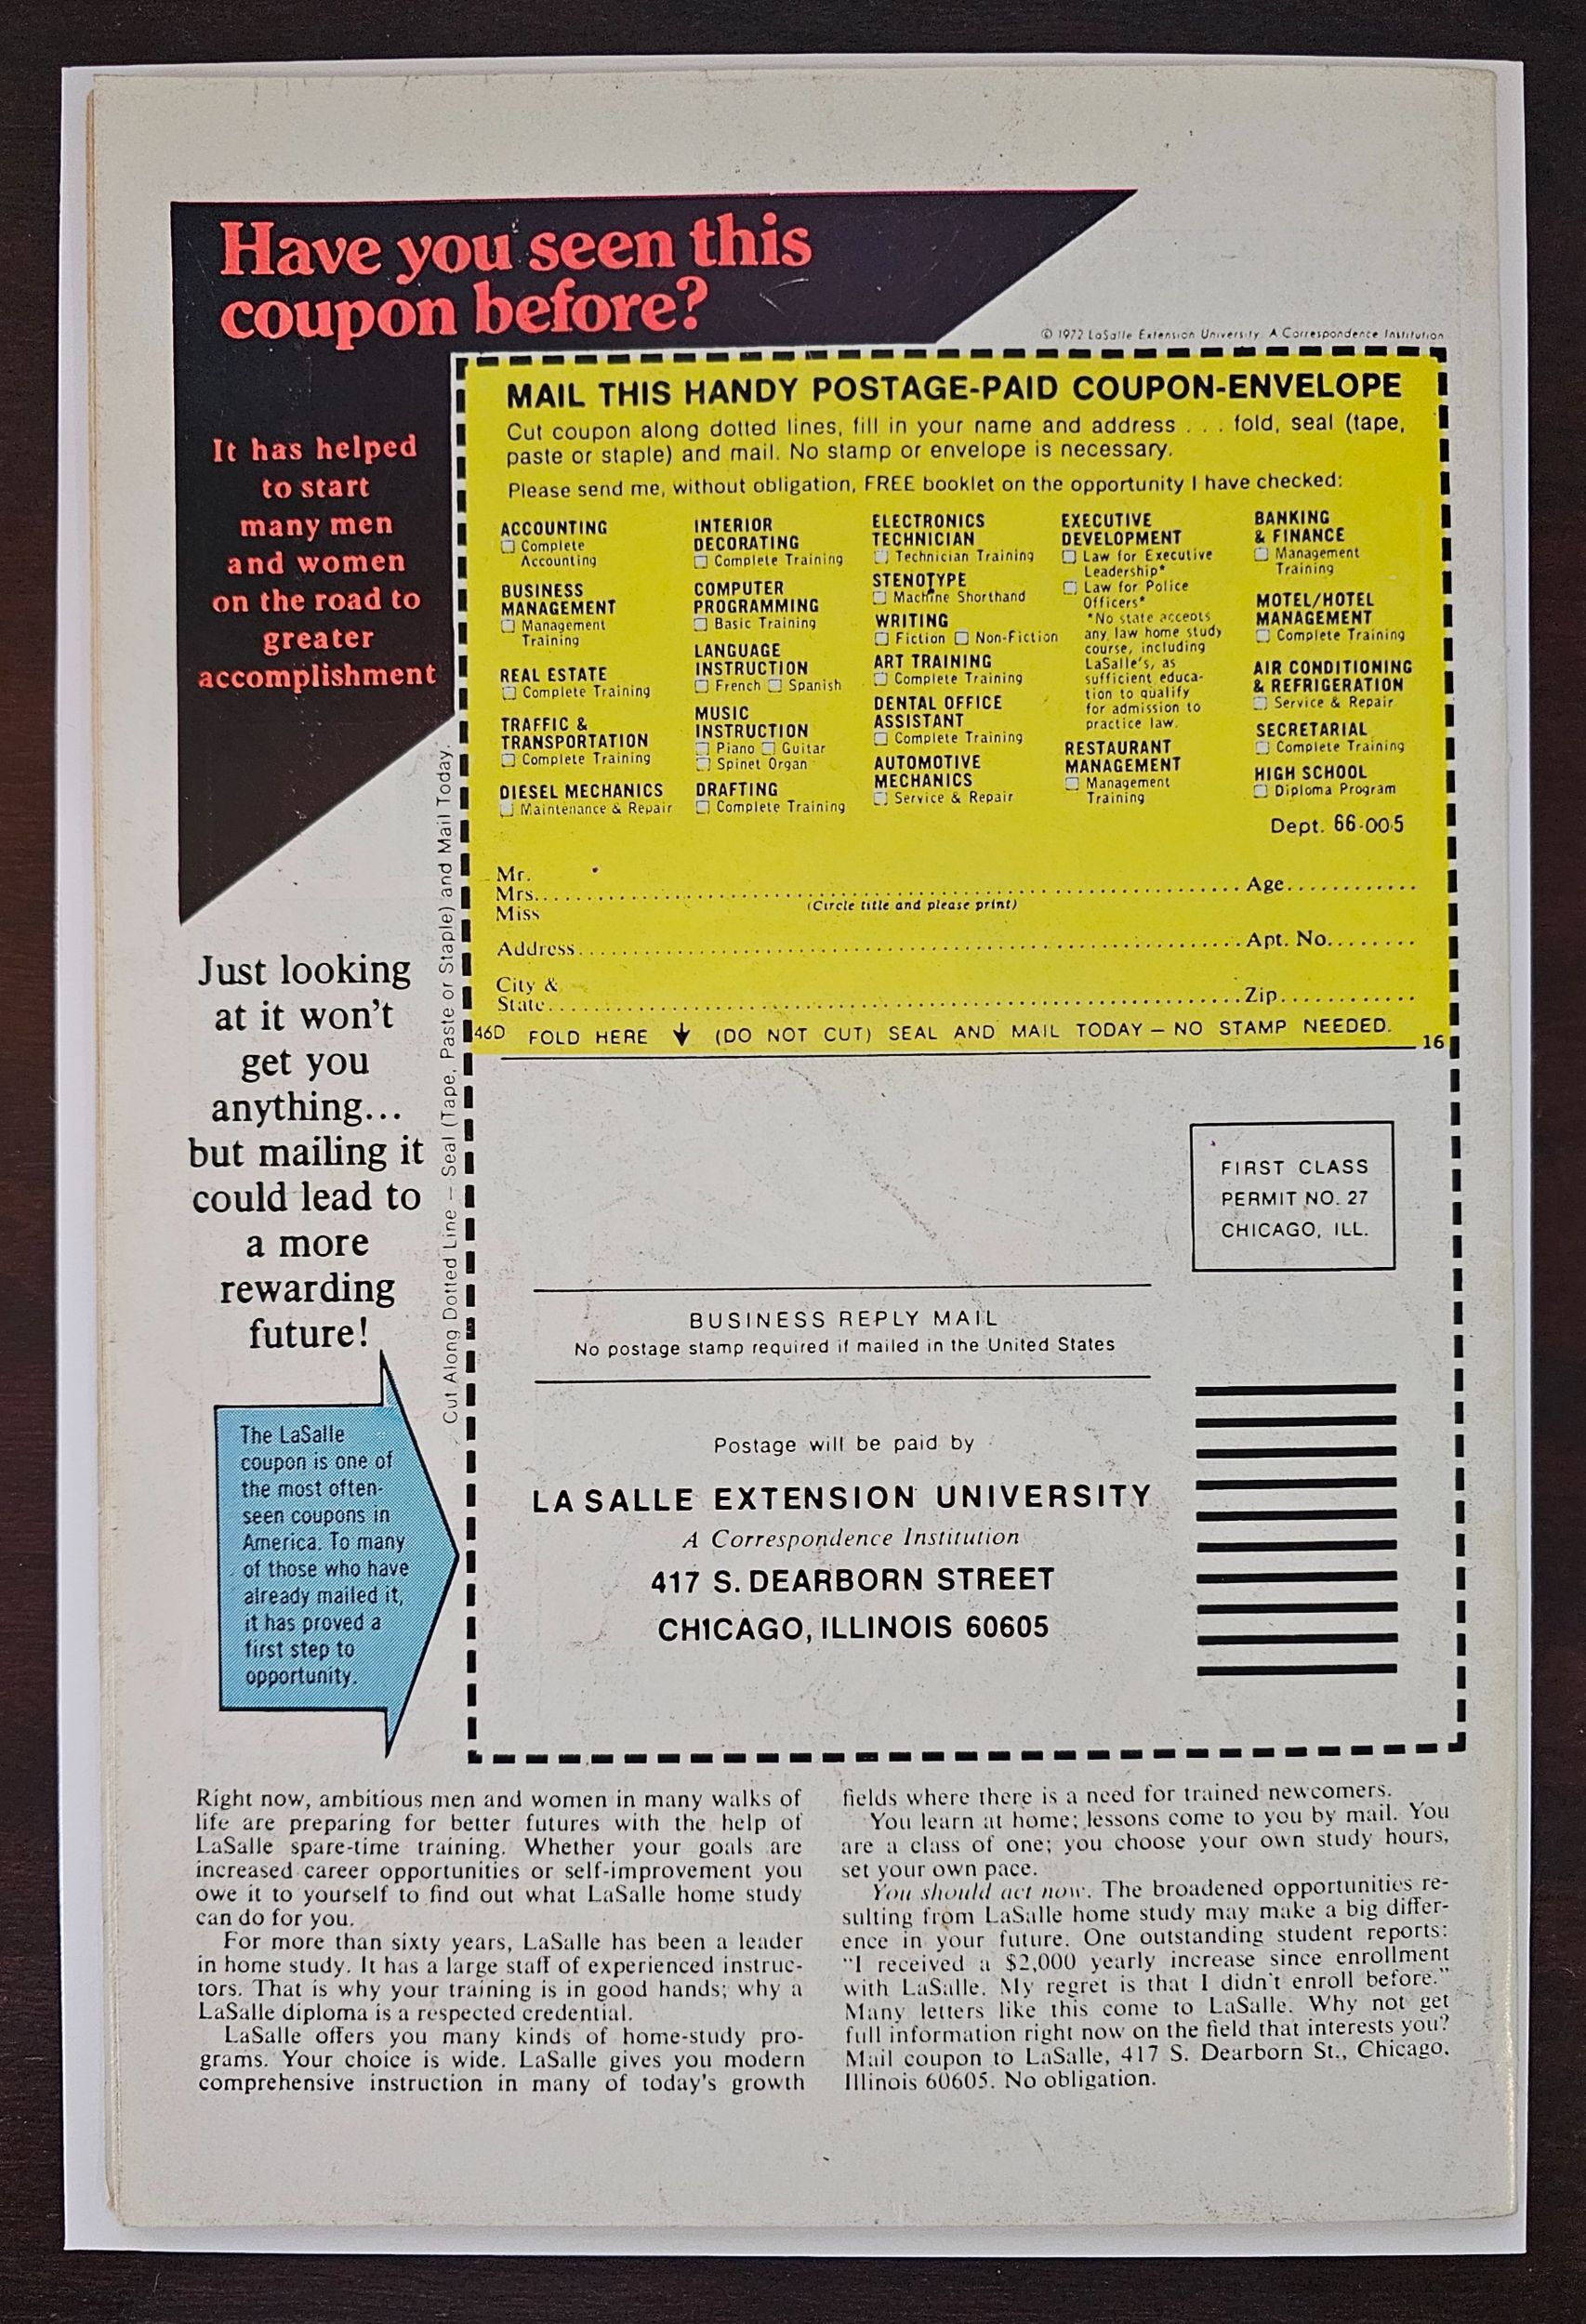 Have you seen this
coupon before?
© 1972 LaSalle Extension University. A Correspondence Institution
It has helped
to start
many men
and women
on the road to
greater
accomplishment
MAIL THIS HANDY POSTAGE-PAID COUPON-ENVELOPE
Cut coupon along dotted lines, fill in your name and address . . . fold, seal (tape,
paste or staple) and mail. No stamp or envelope is necessary.
Please send me, without obligation, FREE booklet on the opportunity I have checked:
ACCOUNTING
Complete
Accounting
BUSINESS
MANAGEMENT
Management
Training
REAL ESTATE
Complete Training
TRAFFIC &
TRANSPORTATION
Complete Training
DIESEL MECHANICS
Maintenance & Repair
INTERIOR
DECORATING
Complete Training
COMPUTER
PROGRAMMING
Basic Training
LANGUAGE
INSTRUCTION
French Spanish
MUSIC
INSTRUCTION
Piano Guitar
Spinet Organ
DRAFTING
Complete Training
ELECTRONICS
TECHNICIAN
Technician Training
STENOTYPE
Machine Shorthand
WRITING
Fiction Non-Fiction
ART TRAINING
Complete Training
DENTAL OFFICE
ASSISTANT
Complete Training
AUTOMOTIVE
MECHANICS
Service & Repair
EXECUTIVE
DEVELOPMENT
Law for Executive
Leadership*
Law for Police
Officers*
*No state accepts
any law home study
course, including
LaSalle's, as
sufficient educa-
tion to qualify
for admission to
practice law.
RESTAURANT
MANAGEMENT
Management
Training
BANKING
& FINANCE
Management
Training
MOTEL/HOTEL
MANAGEMENT
Complete Training
AIR CONDITIONING
& REFRIGERATION
Service & Repair
SECRETARIAL
Complete Training
HIGH SCHOOL
Diploma Program
Dept. 66-005
Mr.
Mrs. Age
Miss (Circle title and please print)
Address Apt. No.
City &
State Zip
46D FOLD HERE ↓ (DO NOT CUT) SEAL AND MAIL TODAY – NO STAMP NEEDED.
16
Cut Along Dotted Line – Seal (Tape, Paste or Staple) and Mail Today.
Just looking
at it won't
get you
anything...
but mailing it
could lead to
a more
rewarding
future!
The LaSalle
coupon is one of
the most often-
seen coupons in
America. To many
of those who have
already mailed it,
it has proved a
first step to
opportunity.
FIRST CLASS
PERMIT NO. 27
CHICAGO, ILL.
BUSINESS REPLY MAIL
No postage stamp required if mailed in the United States
Postage will be paid by
LA SALLE EXTENSION UNIVERSITY
A Correspondence Institution
417 S. DEARBORN STREET
CHICAGO, ILLINOIS 60605
Right now, ambitious men and women in many walks of
life are preparing for better futures with the help of
LaSalle spare-time training. Whether your goals are
increased career opportunities or self-improvement you
owe it to yourself to find out what LaSalle home study
can do for you.
For more than sixty years, LaSalle has been a leader
in home study. It has a large staff of experienced instruc-
tors. That is why your training is in good hands; why a
LaSalle diploma is a respected credential.
LaSalle offers you many kinds of home-study pro-
grams. Your choice is wide. LaSalle gives you modern
comprehensive instruction in many of today's growth
fields where there is a need for trained newcomers.
You learn at home; lessons come to you by mail. You
are a class of one; you choose your own study hours,
set your own pace.
You should act now. The broadened opportunities re-
sulting from LaSalle home study may make a big differ-
ence in your future. One outstanding student reports:
"I received a $2,000 yearly increase since enrollment
with LaSalle. My regret is that I didn't enroll before."
Many letters like this come to LaSalle. Why not get
full information right now on the field that interests you?
Mail coupon to LaSalle, 417 S. Dearborn St., Chicago,
Illinois 60605. No obligation.